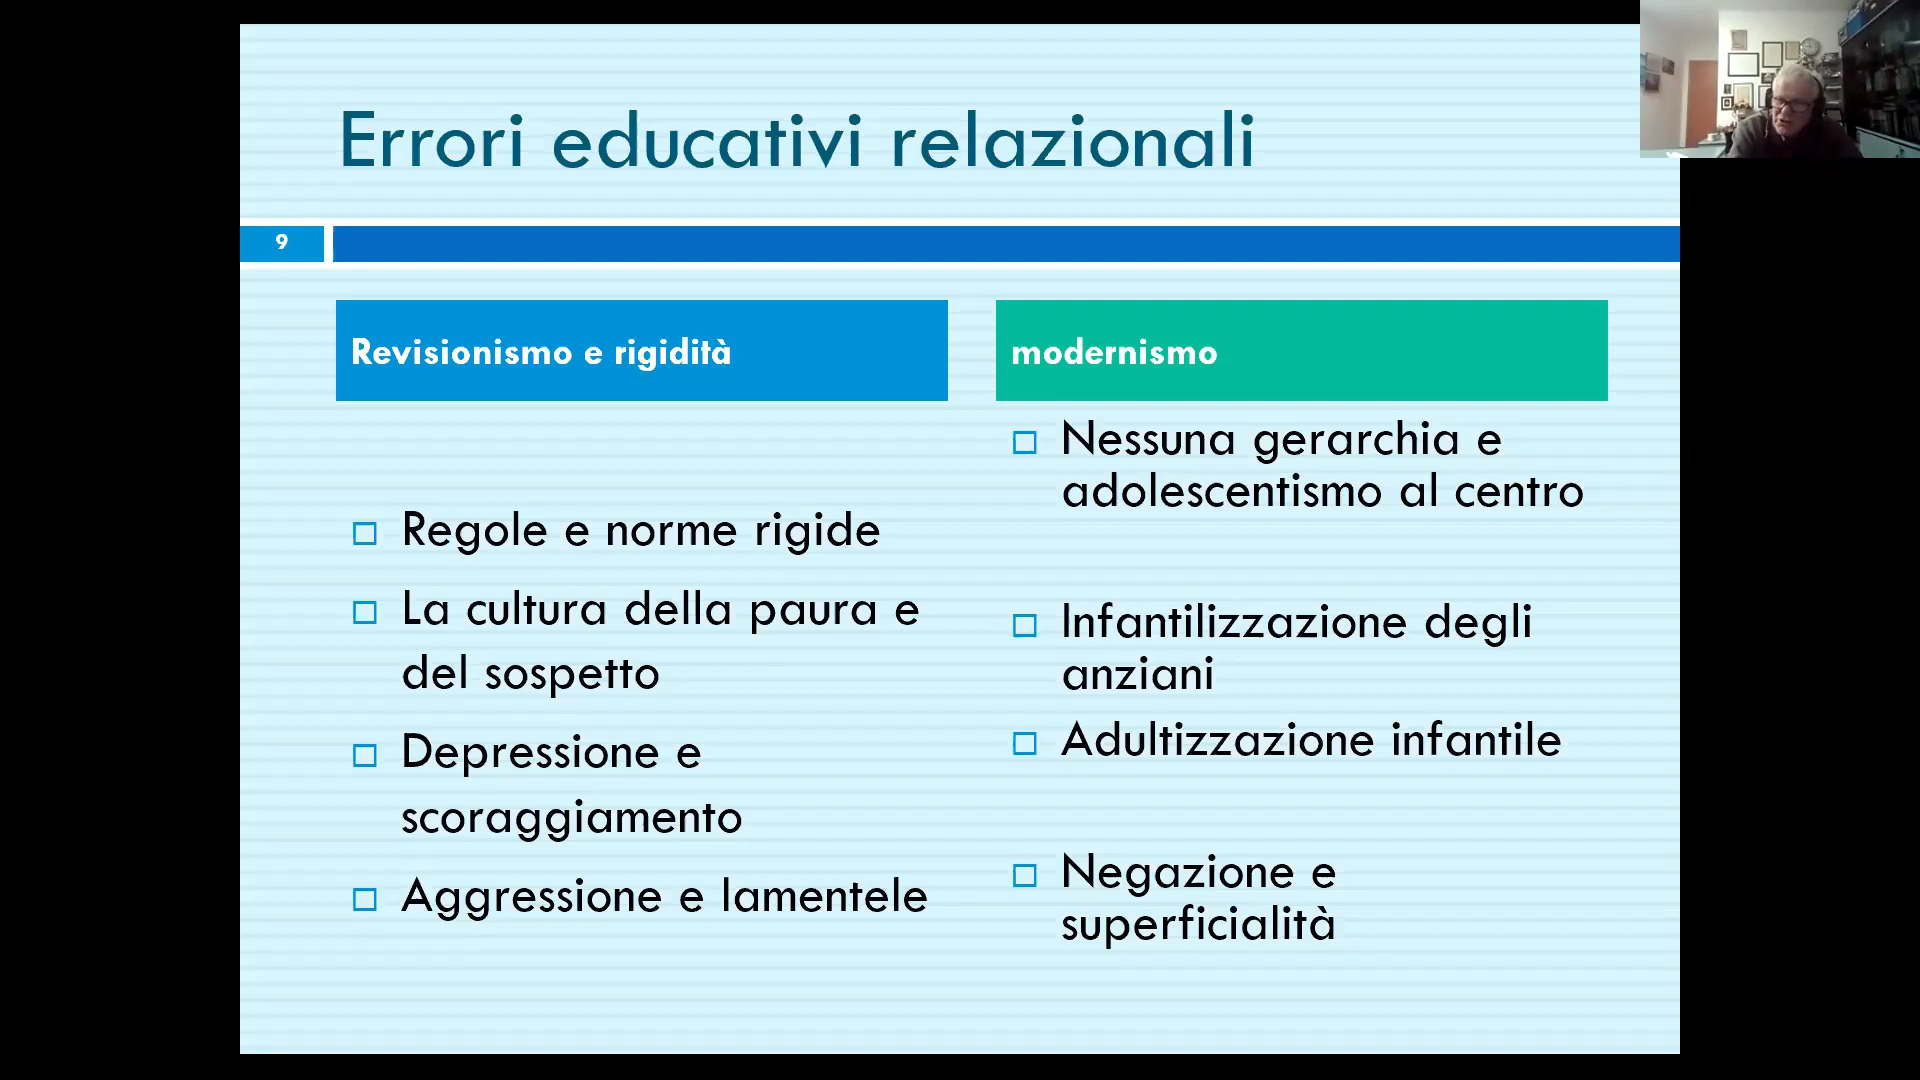 Errori educativi relazionali
9
Revisionismo e rigidità
Regole e norme rigide
La cultura della paura e
del sospetto
Depressione e
scoraggiamento
Aggressione e lamentele
modernismo
Nessuna gerarchia e
adolescentismo al centro
Infantilizzazione degli
anziani
Adultizzazione infantile
Negazione e
superficialità